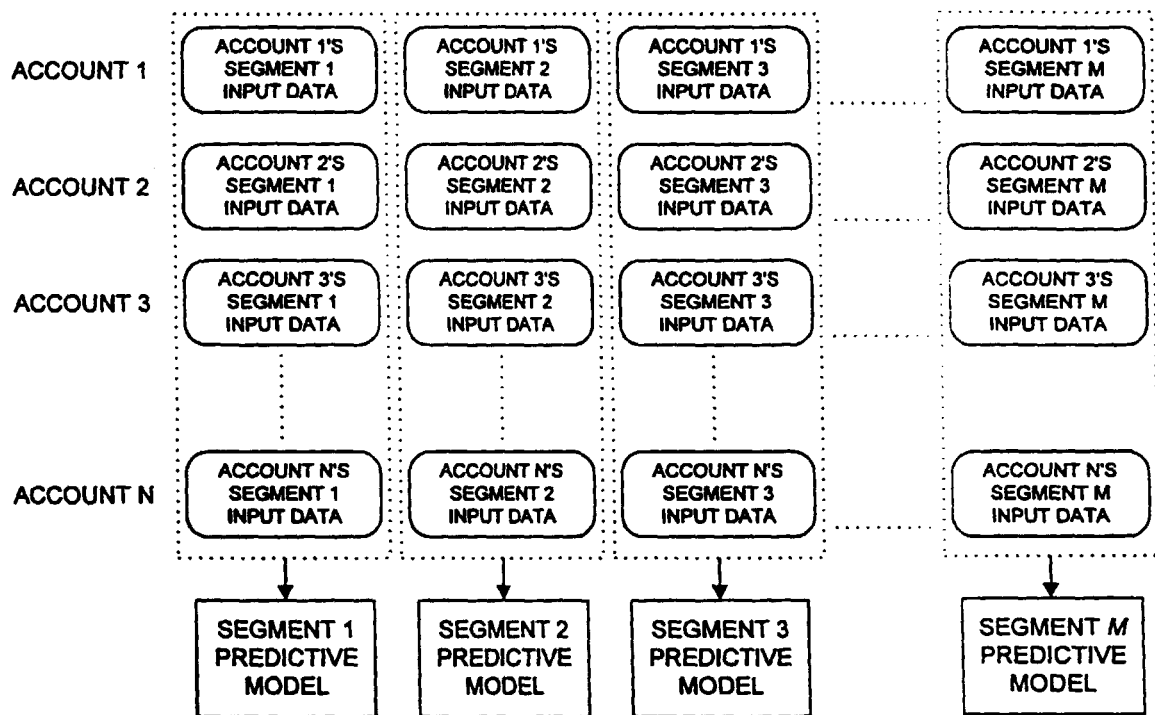 ACCOUNT 1
ACCOUNT 1'S
SEGMENT 1
INPUT DATA
ACCOUNT 1'S
SEGMENT 2
INPUT DATA
ACCOUNT 1'S
SEGMENT 3
INPUT DATA
ACCOUNT 1'S
SEGMENT M
INPUT DATA
ACCOUNT 2
ACCOUNT 2'S
SEGMENT 1
INPUT DATA
ACCOUNT 2'S
SEGMENT 2
INPUT DATA
ACCOUNT 2'S
SEGMENT 3
INPUT DATA
ACCOUNT 2'S
SEGMENT M
INPUT DATA
ACCOUNT 3
ACCOUNT 3'S
SEGMENT 1
INPUT DATA
ACCOUNT 3'S
SEGMENT 2
INPUT DATA
ACCOUNT 3'S
SEGMENT 3
INPUT DATA
ACCOUNT 3'S
SEGMENT M
INPUT DATA
ACCOUNT N
ACCOUNT N'S
SEGMENT 1
INPUT DATA
ACCOUNT N'S
SEGMENT 2
INPUT DATA
ACCOUNT N'S
SEGMENT 3
INPUT DATA
ACCOUNT N'S
SEGMENT M
INPUT DATA
SEGMENT 1
PREDICTIVE
MODEL
SEGMENT 2
PREDICTIVE
MODEL
SEGMENT 3
PREDICTIVE
MODEL
SEGMENT M
PREDICTIVE
MODEL